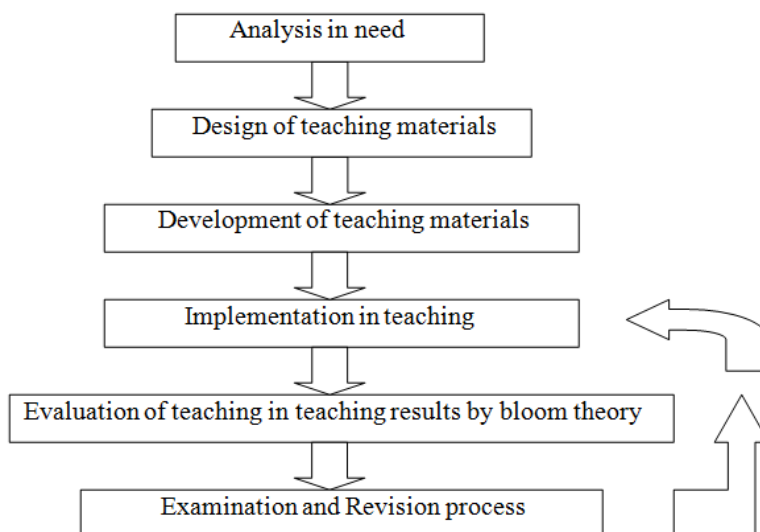 Analysis in need
Design of teaching materials
Development of teaching materials
Implementation in teaching
Evaluation of teaching in teaching results by bloom theory
Examination and Revision process